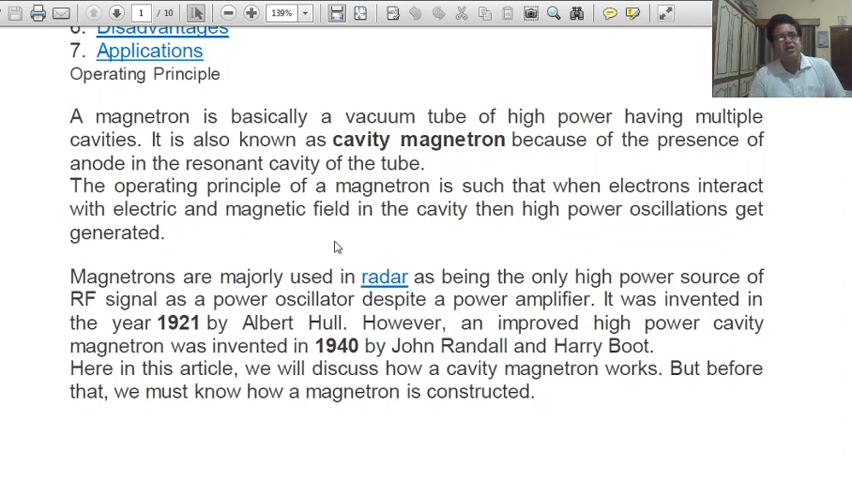 1 / 10
139%
6. Disadvantages
7. Applications
Operating Principle
A magnetron is basically a vacuum tube of high power having multiple
cavities. It is also known as cavity magnetron because of the presence of
anode in the resonant cavity of the tube.
The operating principle of a magnetron is such that when electrons interact
with electric and magnetic field in the cavity then high power oscillations get
generated.
Magnetrons are majorly used in radar as being the only high power source of
RF signal as a power oscillator despite a power amplifier. It was invented in
the year 1921 by Albert Hull. However, an improved high power cavity
magnetron was invented in 1940 by John Randall and Harry Boot.
Here in this article, we will discuss how a cavity magnetron works. But before
that, we must know how a magnetron is constructed.